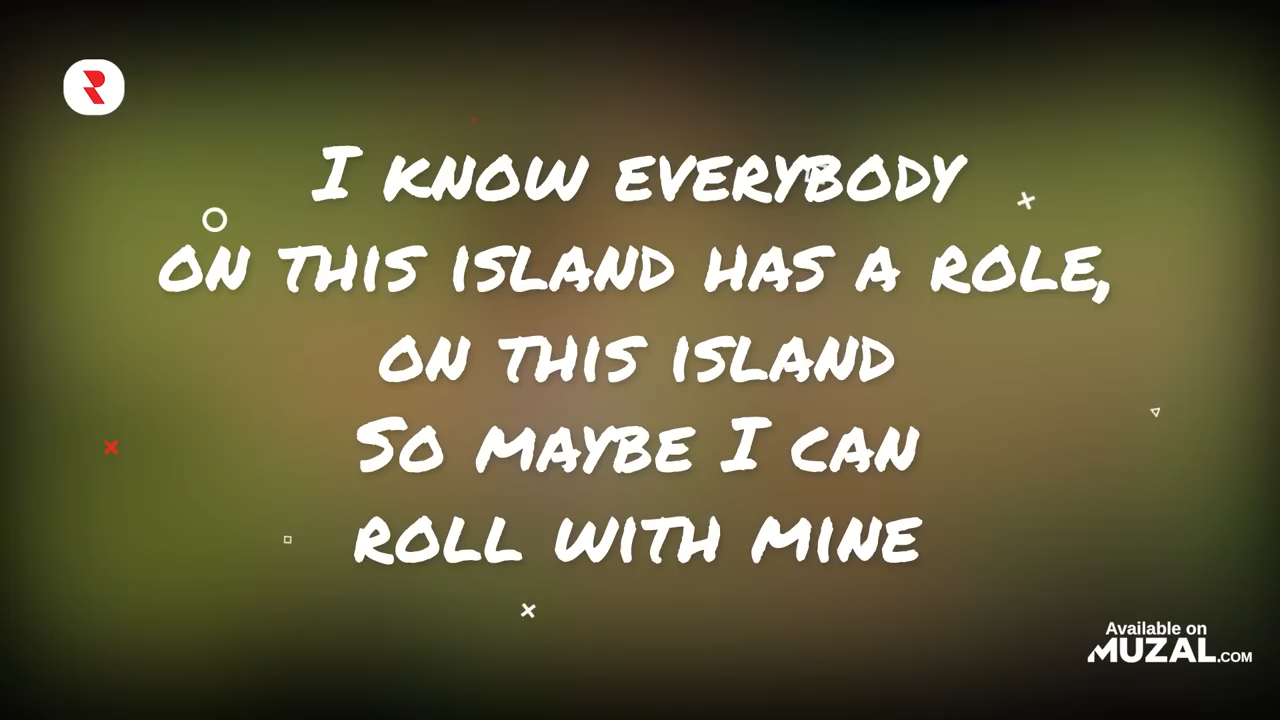 I KNOW EVERYBODY
ON THIS ISLAND HAS A ROLE,
ON THIS ISLAND
SO MAYBE I CAN
ROLL WITH MINE
Available on
MUZAL.COM